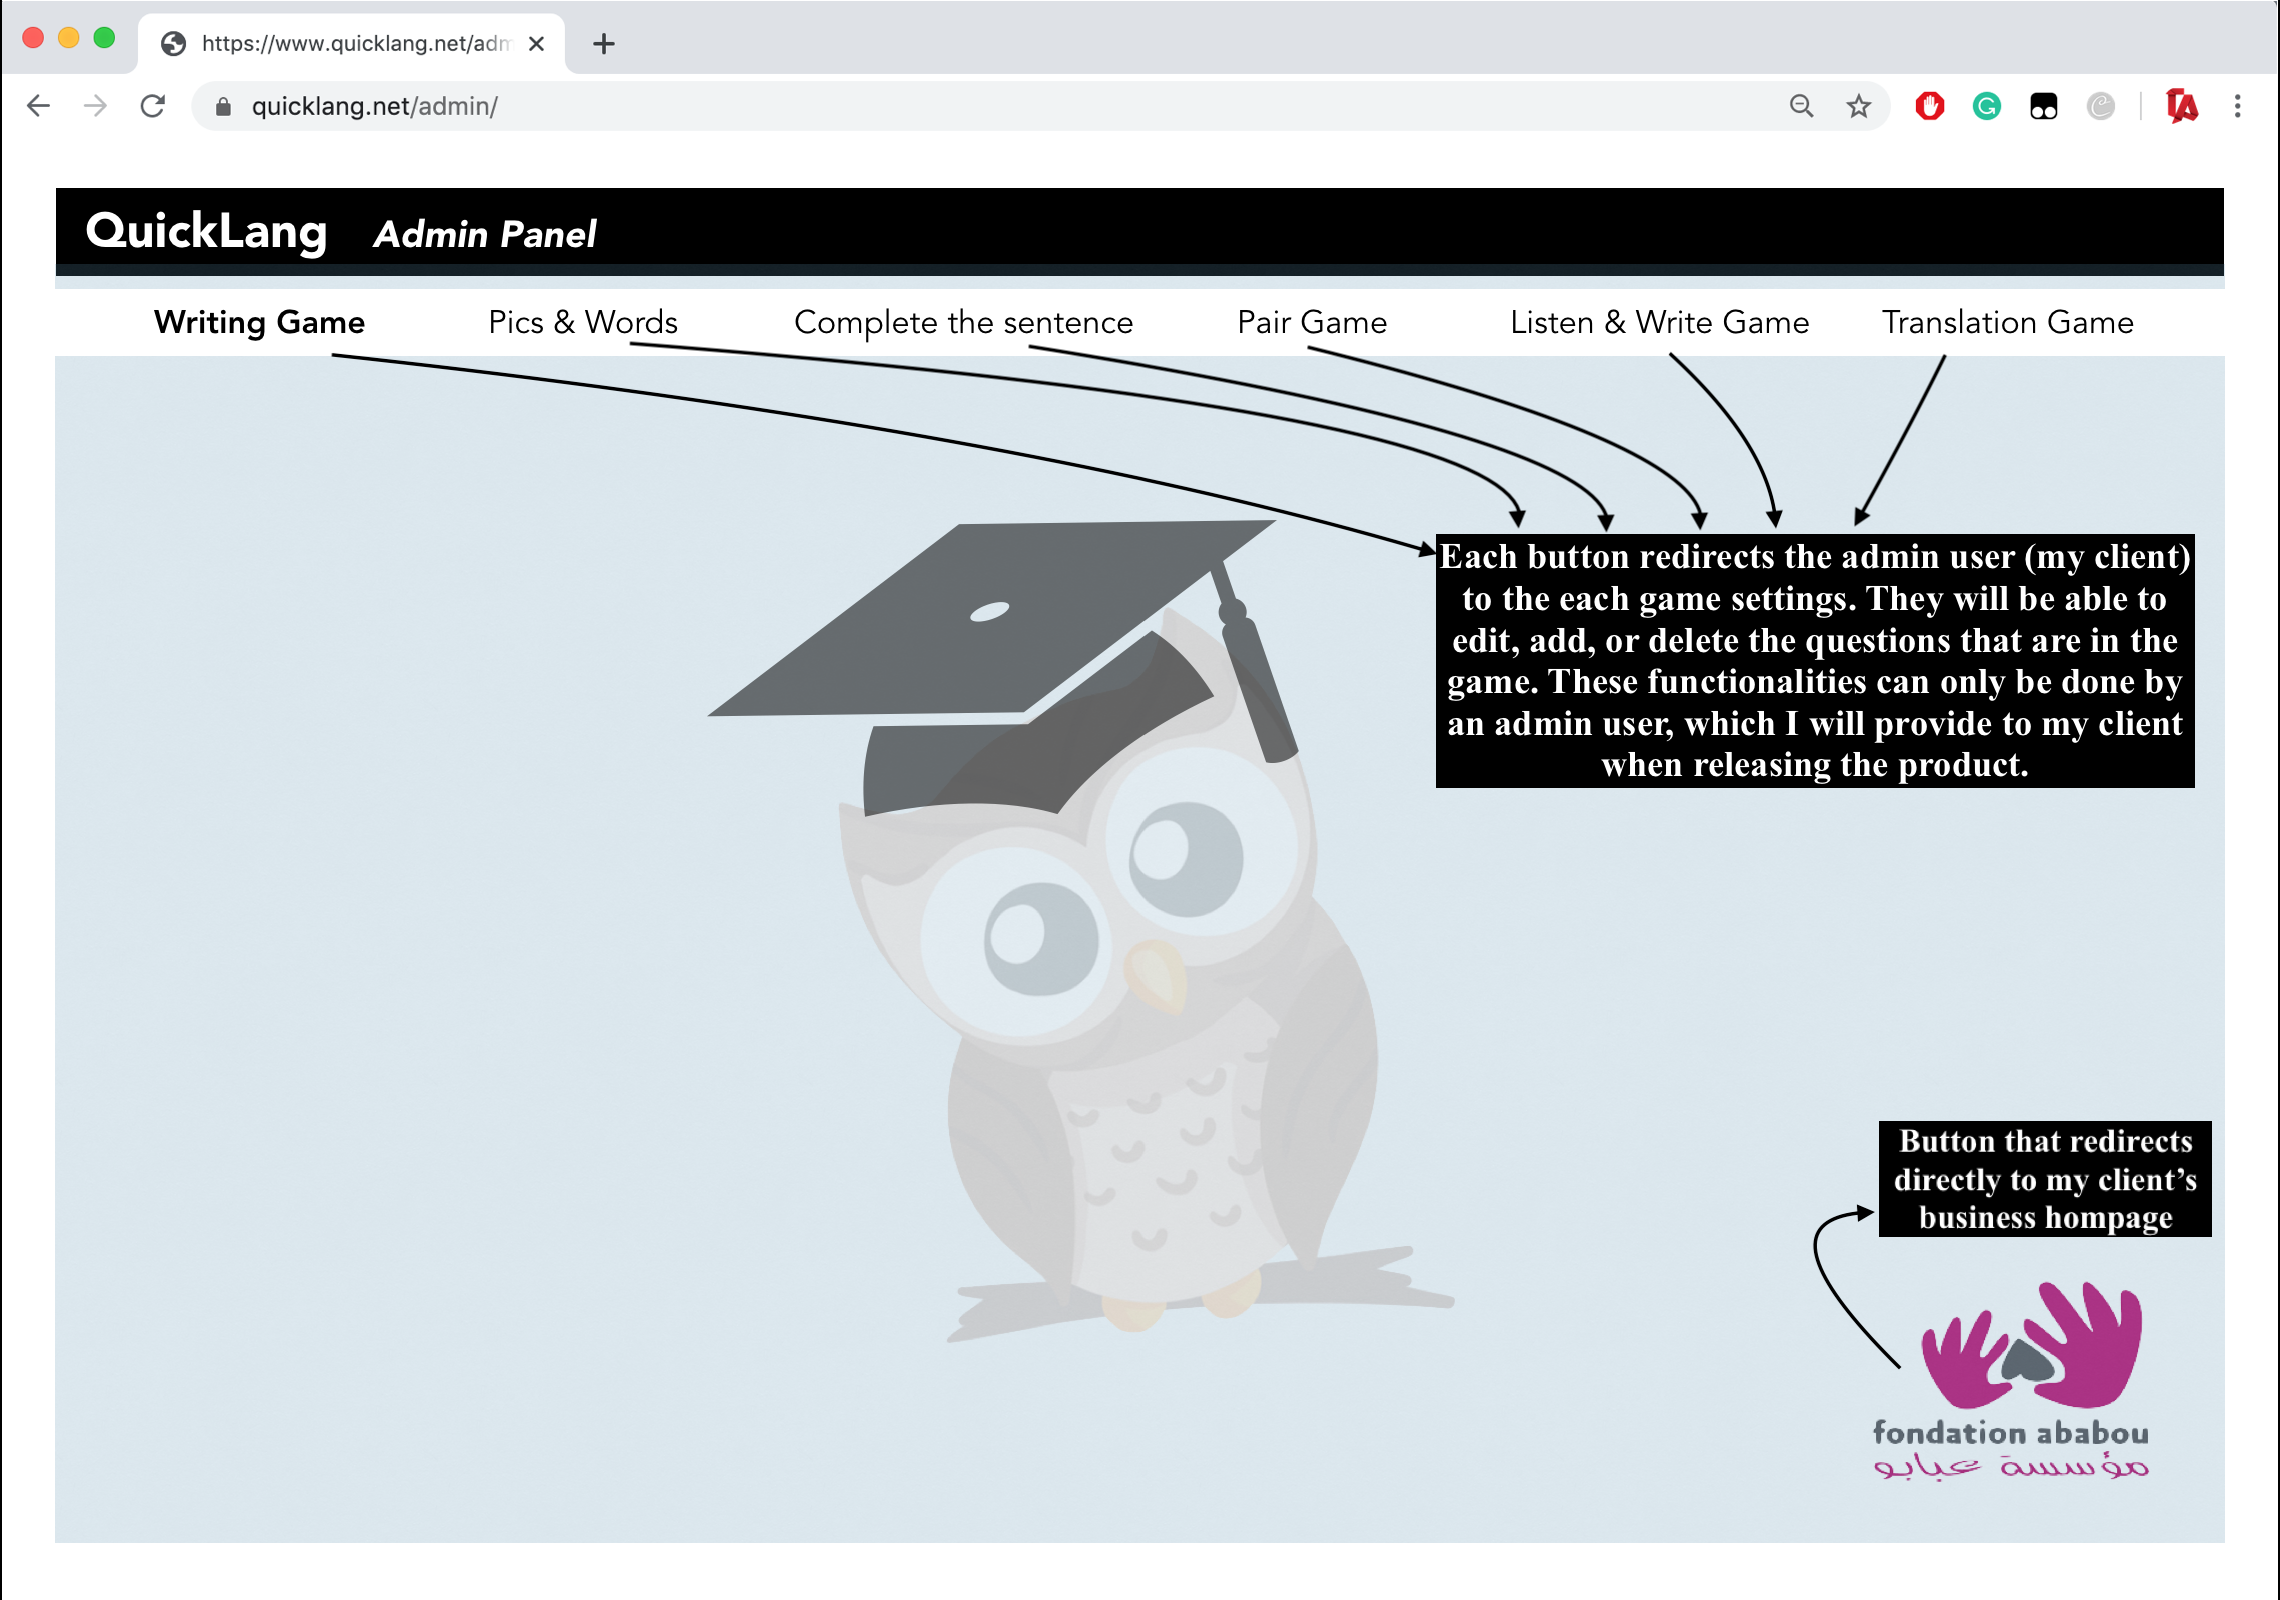 https://www.quicklang.net/adm
quicklang.net/admin/
QuickLang Admin Panel
Writing Game Pics & Words Complete the sentence Pair Game Listen & Write Game Translation Game
Each button redirects the admin user (my client)
to the each game settings. They will be able to
edit, add, or delete the questions that are in the
game. These functionalities can only be done by
an admin user, which I will provide to my client
when releasing the product.
Button that redirects
directly to my client’s
business hompage
fondation ababou
مؤسسة عبابو